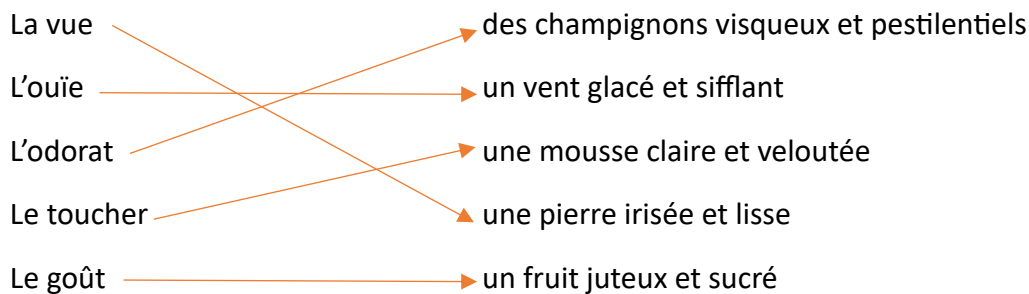 La vue des champignons visqueux et pestilentiels
L’ouïe un vent glacé et sifflant
L’odorat une mousse claire et veloutée
Le toucher une pierre irisée et lisse
Le goût un fruit juteux et sucré